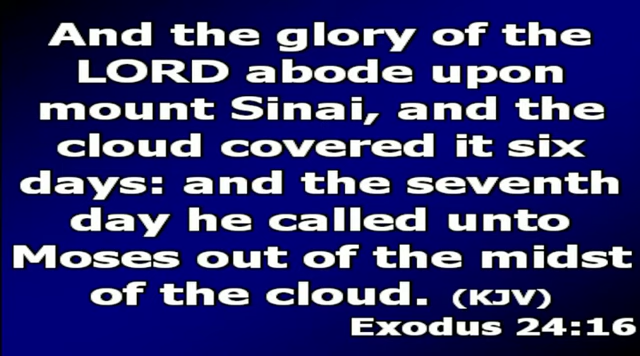 And the glory of the
LORD abode upon
mount Sinai, and the
cloud covered it six
days: and the seventh
day he called unto
Moses out of the midst
of the cloud. (KJV)
Exodus 24:16